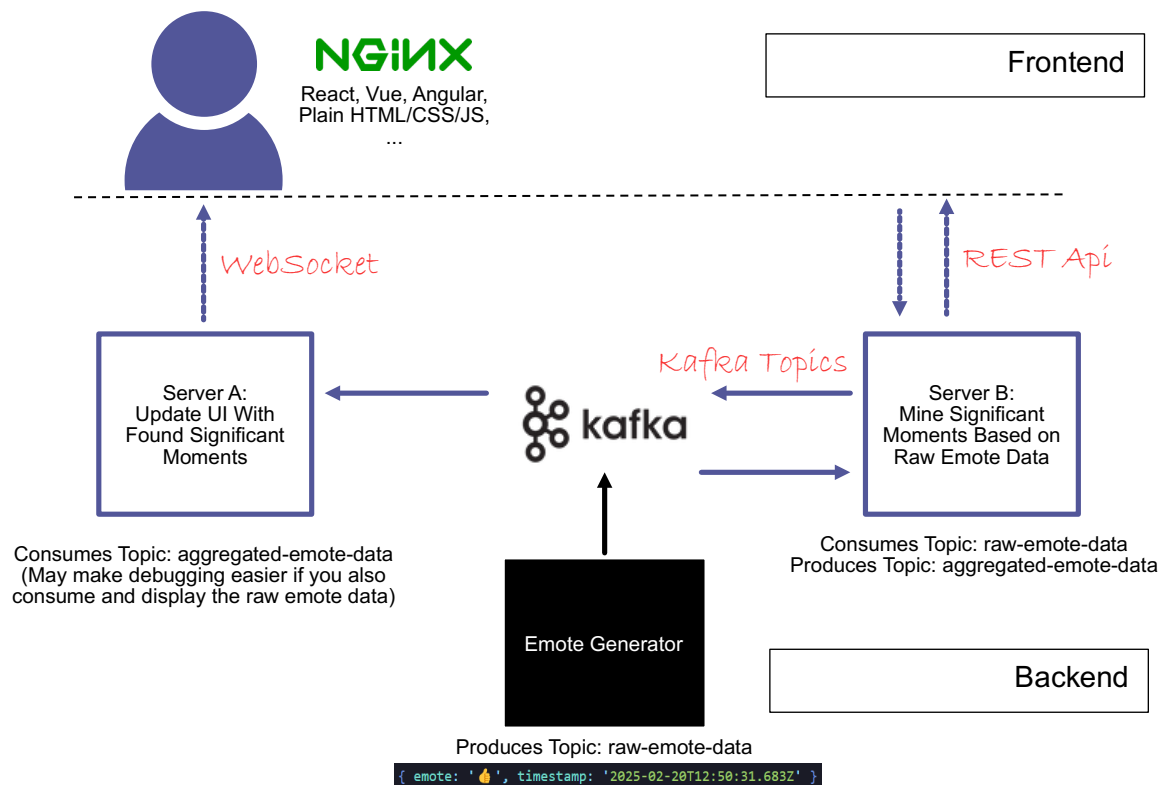 NGINX
React, Vue, Angular,
Plain HTML/CSS/JS,
...
Frontend
WebSocket
REST Api
Kafka Topics
Server A:
Update UI With
Found Significant
Moments
kafka
Server B:
Mine Significant
Moments Based on
Raw Emote Data
Consumes Topic: aggregated-emote-data
(May make debugging easier if you also
consume and display the raw emote data)
Consumes Topic: raw-emote-data
Produces Topic: aggregated-emote-data
Emote Generator
Backend
Produces Topic: raw-emote-data
{ emote: '👍', timestamp: '2025-02-20T12:50:31.683Z' }